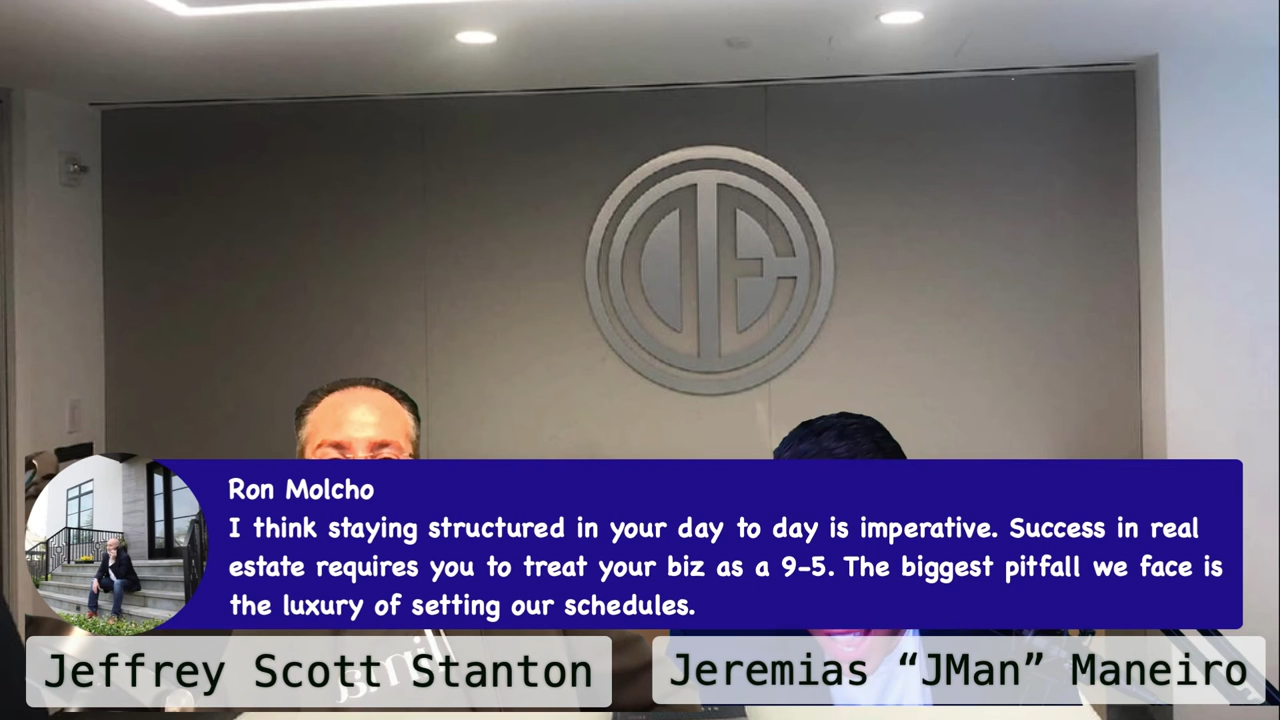 DE
Ron Molcho
I think staying structured in your day to day is imperative. Success in real
estate requires you to treat your biz as a 9-5. The biggest pitfall we face is
the luxury of setting our schedules.
Jeffrey Scott Stanton
Jeremias “JMan” Maneiro